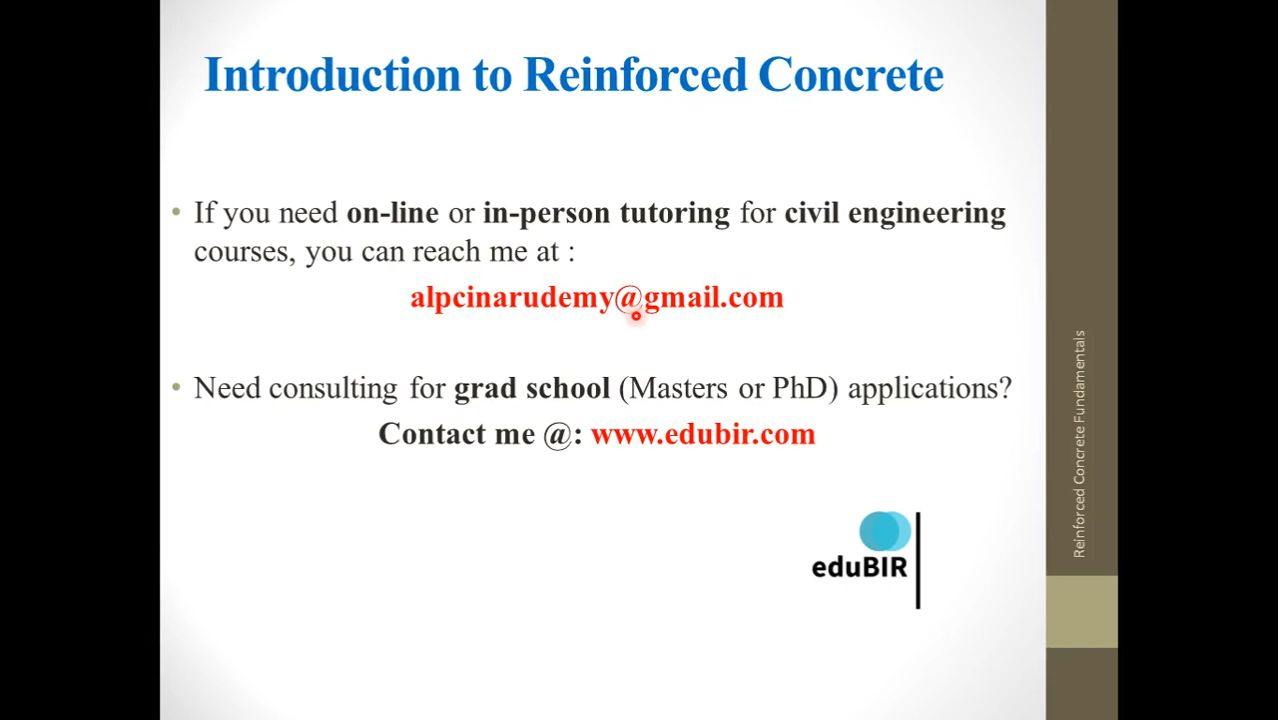 Introduction to Reinforced Concrete
• If you need on-line or in-person tutoring for civil engineering
courses, you can reach me at :
alpcinarudemy@gmail.com
• Need consulting for grad school (Masters or PhD) applications?
Contact me @: www.edubir.com
eduBIR
Reinforced Concrete Fundamentals